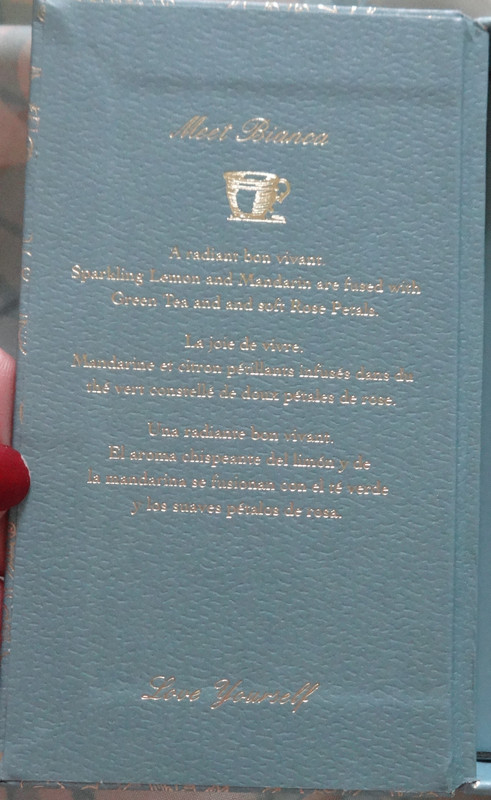 Meet Bianca
A radiant bon vivant.
Sparkling Lemon and Mandarin are fused with
Green Tea and and soft Rose Petals.
La joie de vivre.
Mandarine et citron pétillants infusés dans du
thé vert constellé de doux pétales de rose.
Una radiante bon vivant.
El aroma chispeante del limón y de
la mandarina se fusionan con el té verde
y los suaves pétalos de rosa.
Love Yourself